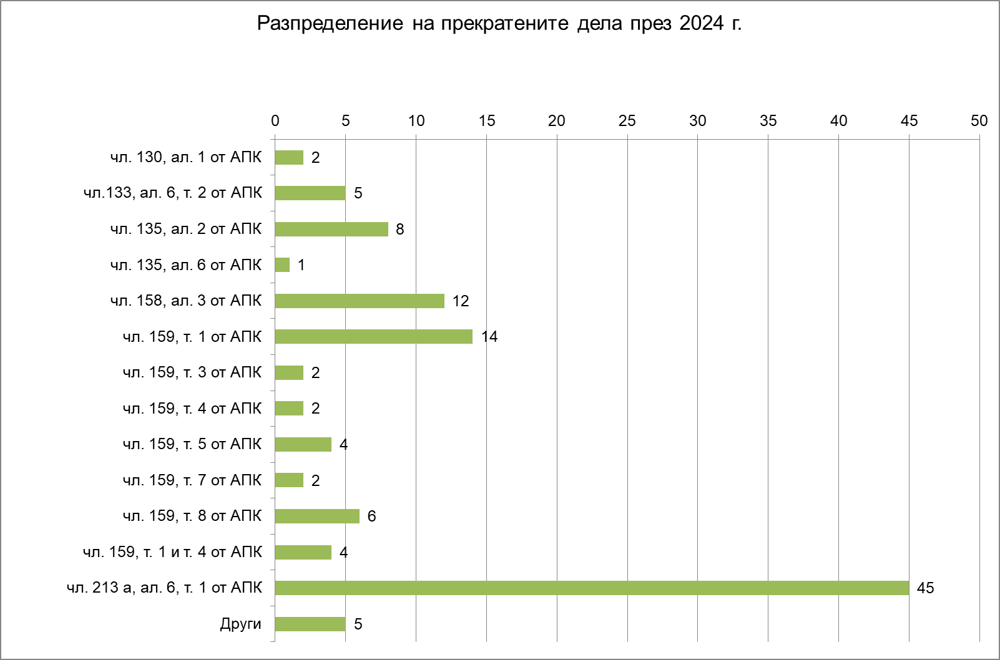 Разпределение на прекратените дела през 2024 г.
0 5 10 15 20 25 30 35 40 45 50
чл. 130, ал. 1 от АПК 2
чл.133, ал. 6, т. 2 от АПК 5
чл. 135, ал. 2 от АПК 8
чл. 135, ал. 6 от АПК 1
чл. 158, ал. 3 от АПК 12
чл. 159, т. 1 от АПК 14
чл. 159, т. 3 от АПК 2
чл. 159, т. 4 от АПК 2
чл. 159, т. 5 от АПК 4
чл. 159, т. 7 от АПК 2
чл. 159, т. 8 от АПК 6
чл. 159, т. 1 и т. 4 от АПК 4
чл. 213 а, ал. 6, т. 1 от АПК 45
Други 5